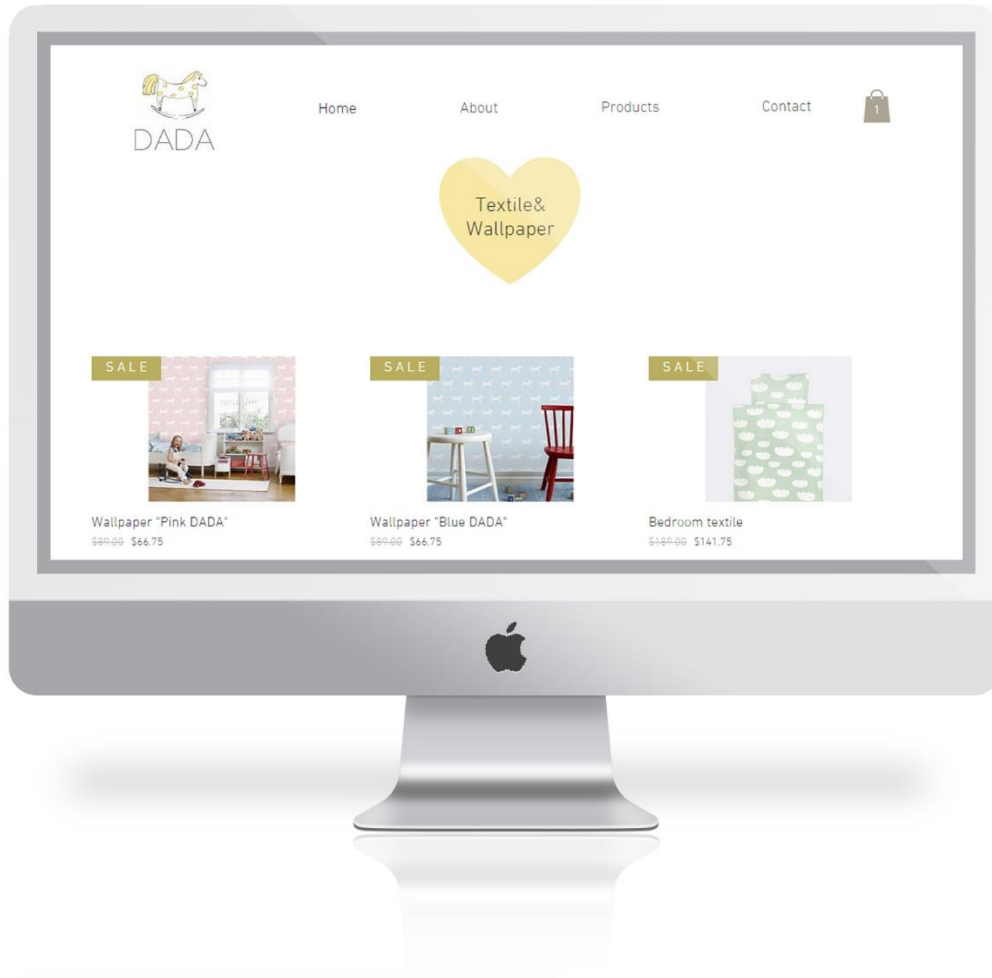 DADA
Home
About
Products
Contact
1
Textile&
Wallpaper
SALE
SALE
SALE
Wallpaper "Pink DADA"
$89.00 $66.75
Wallpaper "Blue DADA"
$89.00 $66.75
Bedroom textile
$189.00 $141.75